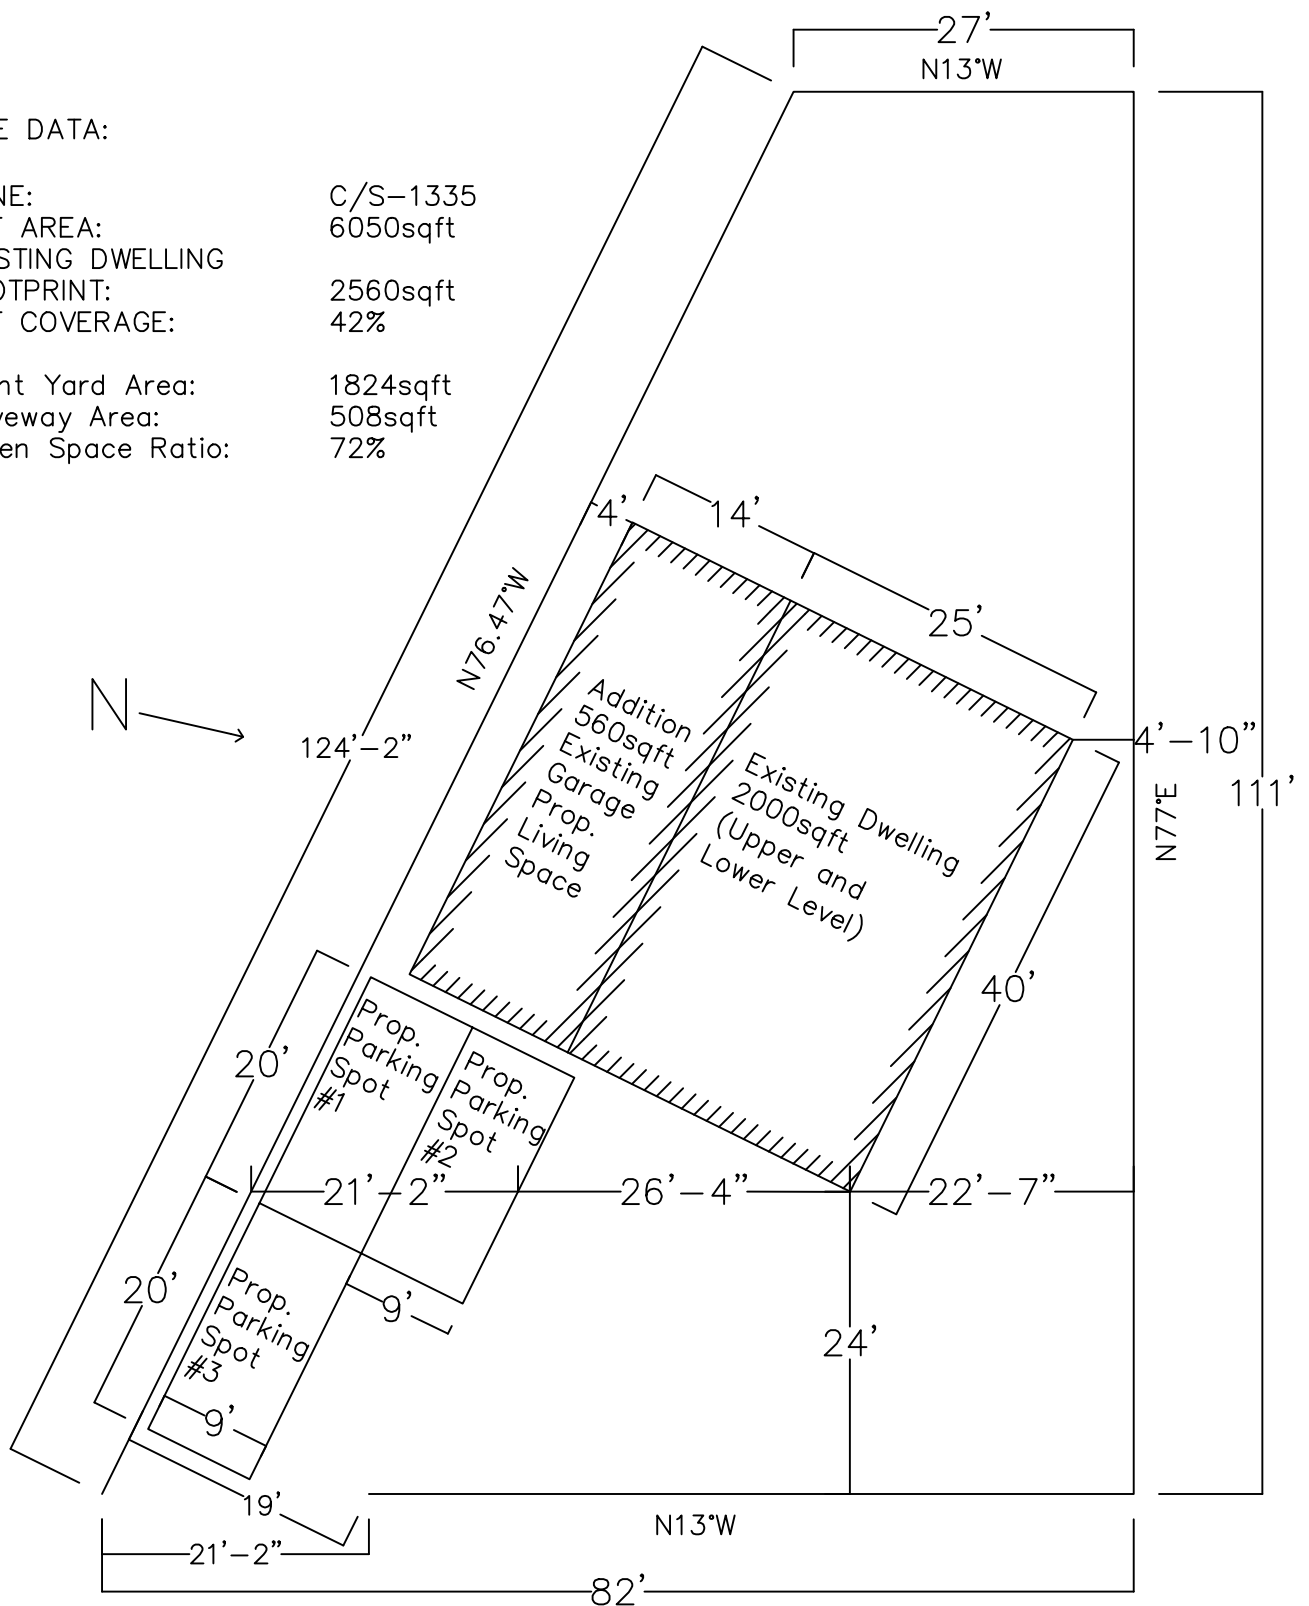 27'
N13°W
E DATA:
NE: C/S-1335
T AREA: 6050sqft
STING DWELLING
OTPRINT: 2560sqft
T COVERAGE: 42%
nt Yard Area: 1824sqft
veway Area: 508sqft
en Space Ratio: 72%
4'
14'
25'
N76.47°W
N
124'-2"
Addition
560sqft
Existing
Garage
Prop.
Living
Space
Existing Dwelling
2000sqft
(Upper and
Lower Level)
4'-10"
N77°E
111'
40'
20'
Prop.
Parking
Spot
#1
Prop.
Parking
Spot
#2
21'-2"
26'-4"
22'-7"
20'
Prop.
Parking
Spot
#3
9'
9'
24'
19'
N13°W
21'-2"
82'